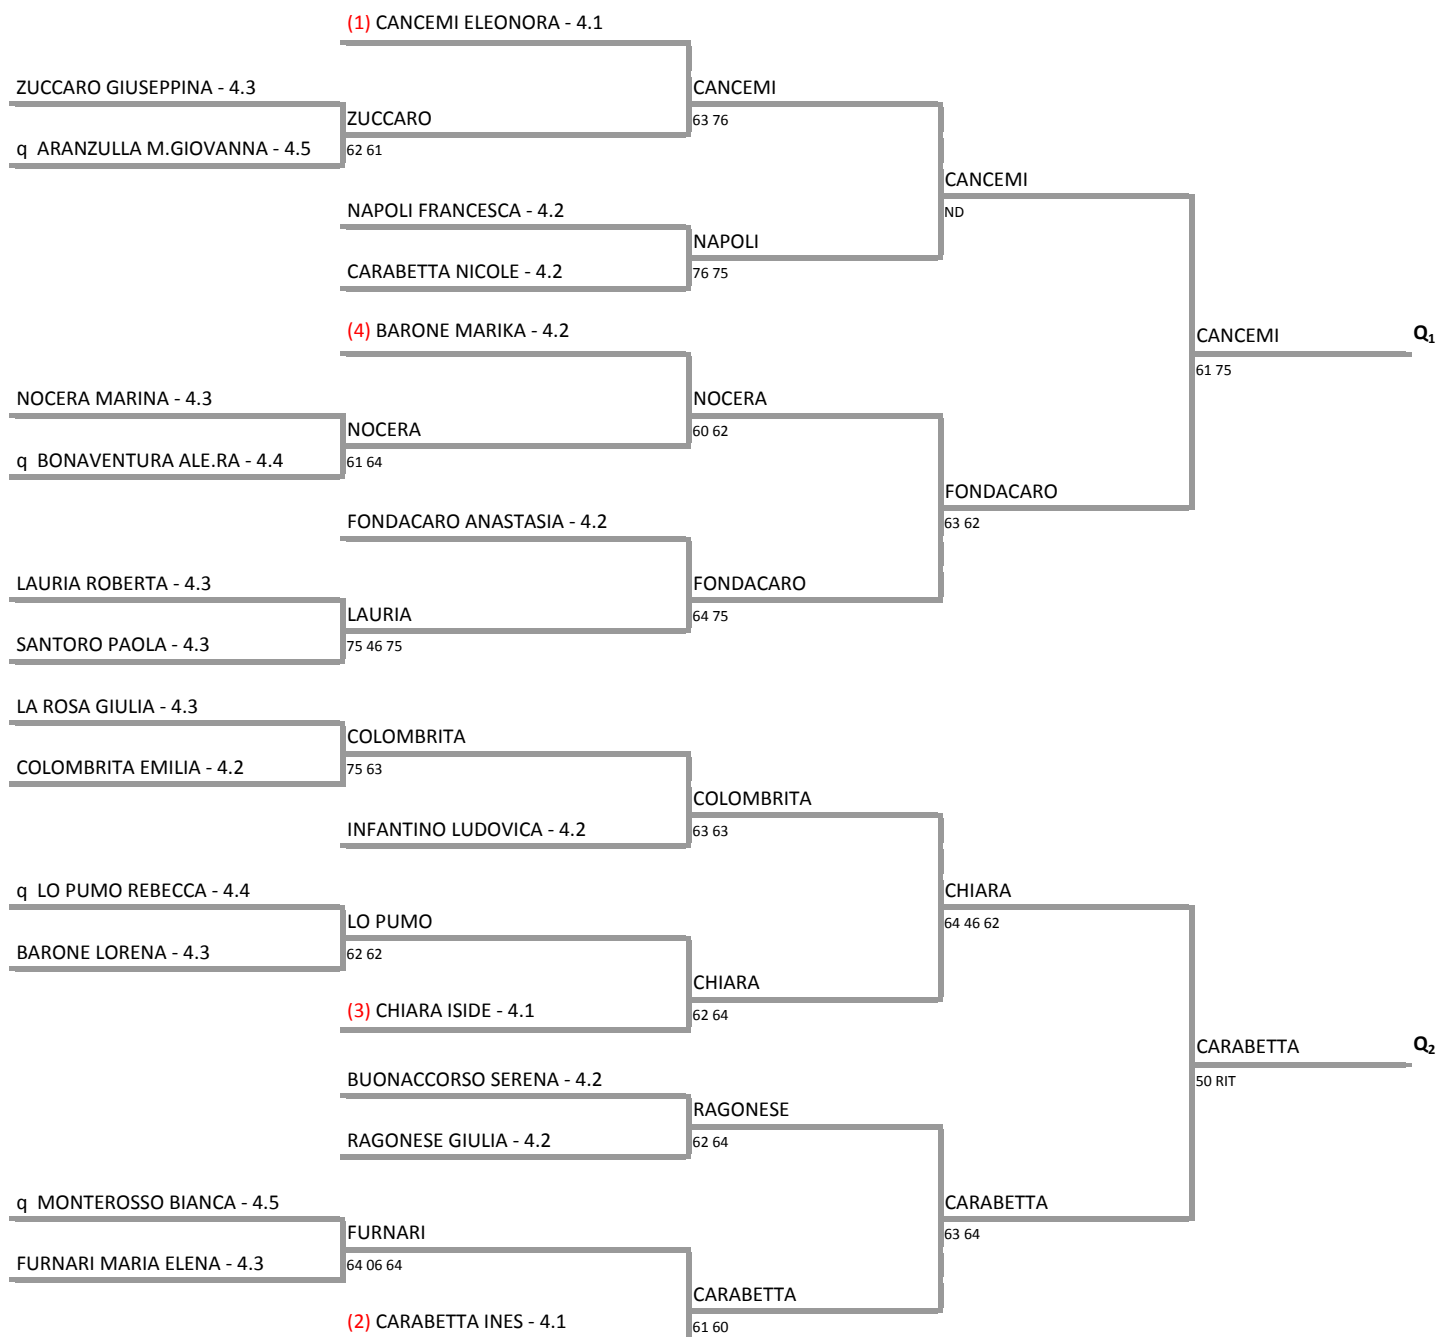 (1) CANCEMI ELEONORA - 4.1
ZUCCARO GIUSEPPINA - 4.3
CANCEMI
ZUCCARO
63 76
q ARANZULLA M.GIOVANNA - 4.5
62 61
CANCEMI
NAPOLI FRANCESCA - 4.2
ND
NAPOLI
CARABETTA NICOLE - 4.2
76 75
(4) BARONE MARIKA - 4.2
CANCEMI
Q1
61 75
NOCERA MARINA - 4.3
NOCERA
NOCERA
60 62
q BONAVENTURA ALE.RA - 4.4
61 64
FONDACARO
FONDACARO ANASTASIA - 4.2
63 62
LAURIA ROBERTA - 4.3
FONDACARO
LAURIA
64 75
SANTORO PAOLA - 4.3
75 46 75
LA ROSA GIULIA - 4.3
COLOMBRITA
COLOMBRITA EMILIA - 4.2
75 63
COLOMBRITA
INFANTINO LUDOVICA - 4.2
63 63
q LO PUMO REBECCA - 4.4
CHIARA
LO PUMO
64 46 62
BARONE LORENA - 4.3
62 62
CHIARA
(3) CHIARA ISIDE - 4.1
62 64
CARABETTA
Q2
BUONACCORSO SERENA - 4.2
50 RIT
RAGONESE
RAGONESE GIULIA - 4.2
62 64
q MONTEROSSO BIANCA - 4.5
CARABETTA
FURNARI
63 64
FURNARI MARIA ELENA - 4.3
64 06 64
CARABETTA
(2) CARABETTA INES - 4.1
61 60